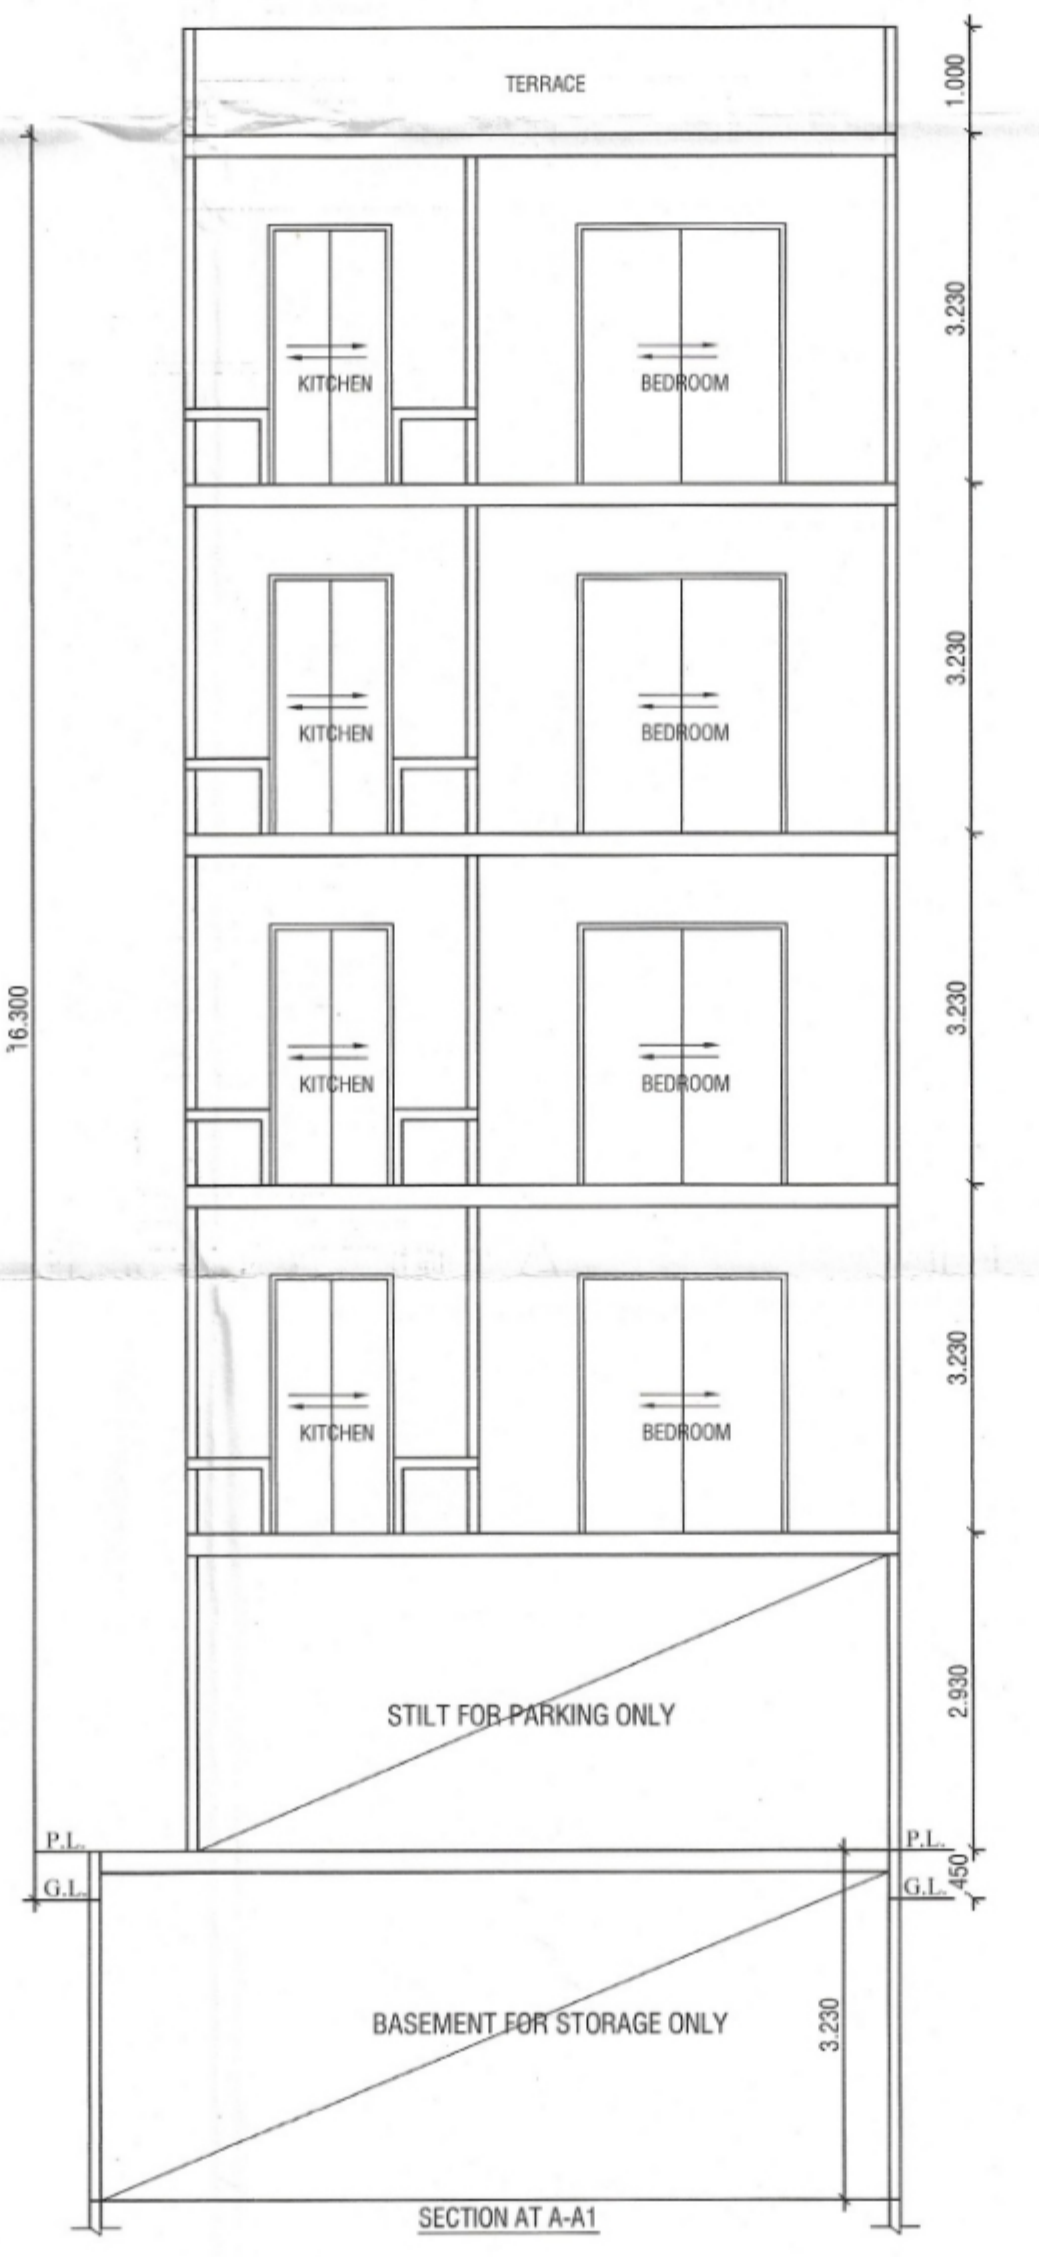 TERRACE
1.000
KITCHEN
BEDROOM
3.230
KITCHEN
BEDROOM
3.230
16.300
KITCHEN
BEDROOM
3.230
KITCHEN
BEDROOM
3.230
STILT FOR PARKING ONLY
2.930
P.L.
P.L.
.450
G.L.
G.L.
BASEMENT FOR STORAGE ONLY
3.230
SECTION AT A-A1